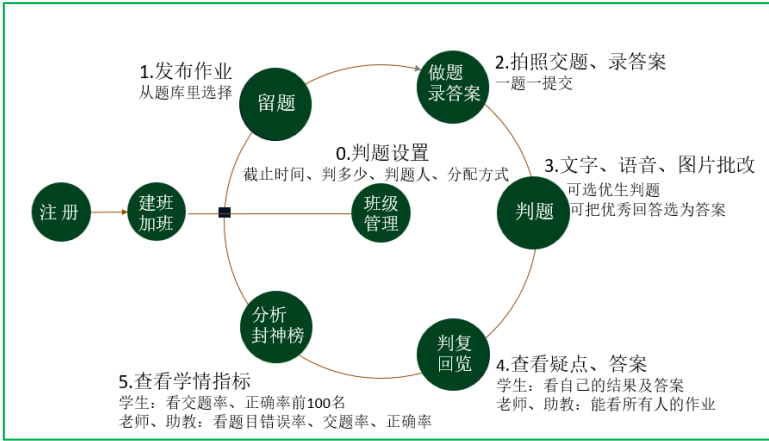 1.发布作业
从题库里选择
留题
做题
录答案
2.拍照交题、录答案
一题一提交
0.判题设置
截止时间、判多少、判题人、分配方式
3.文字、语音、图片批改
可选优生判题
可把优秀回答选为答案
注册
建班
加班
班级
管理
判题
分析
封神榜
判复
回览
5.查看学情指标
学生：看交题率、正确率前100名
老师、助教：看题目错误率、交题率、正确率
4.查看疑点、答案
学生：看自己的结果及答案
老师、助教：能看所有人的作业